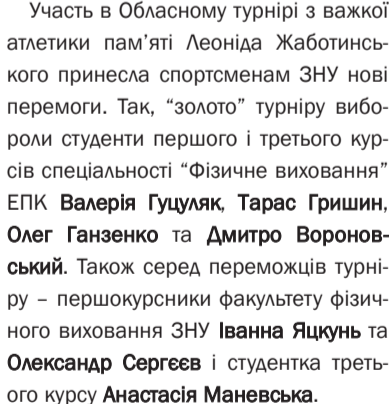 Участь в Обласному турнірі з важкої
атлетики пам’яті Леоніда Жаботинсь-
кого принесла спортсменам ЗНУ нові
перемоги. Так, “золото” турніру вибо-
роли студенти першого і третього кур-
сів спеціальності “Фізичне виховання”
ЕПК Валерія Гуцуляк, Тарас Гришин,
Олег Ганзенко та Дмитро Воронов-
ський. Також серед переможців турні-
ру – першокурсники факультету фізич-
ного виховання ЗНУ Іванна Яцкунь та
Олександр Сергєєв і студентка треть-
ого курсу Анастасія Маневська.